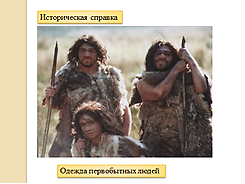 Историческая справка
Одежда первобытных людей